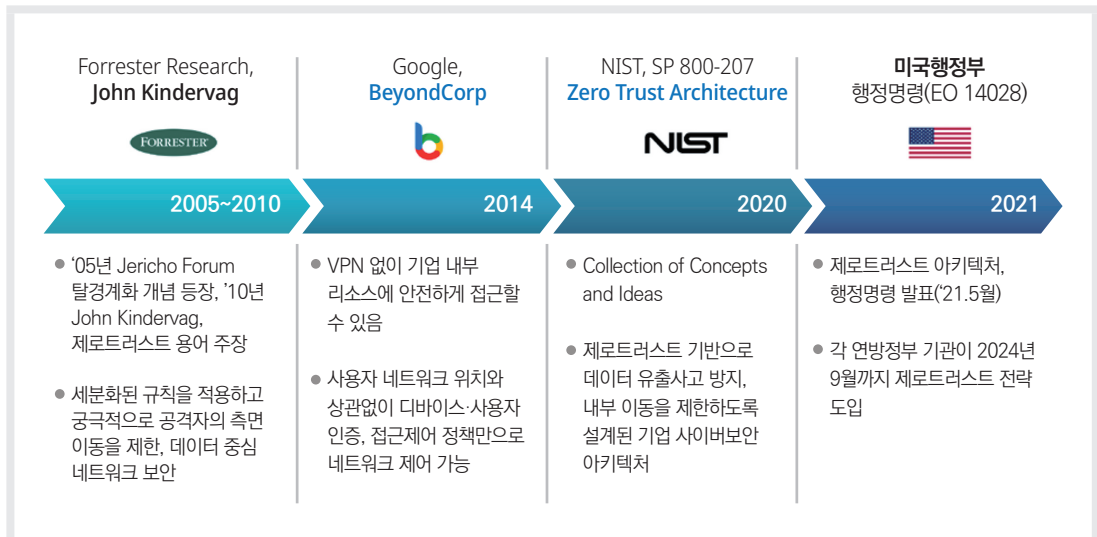 Forrester Research,
John Kindervag
FORRESTER®
2005~2010
● ‘05년 Jericho Forum
탈경계화 개념 등장, ’10년
John Kindervag,
제로트러스트 용어 주장
● 세분화된 규칙을 적용하고
궁극적으로 공격자의 측면
이동을 제한, 데이터 중심
네트워크 보안
Google,
BeyondCorp
b
2014
● VPN 없이 기업 내부
리소스에 안전하게 접근할
수 있음
● 사용자 네트워크 위치와
상관없이 디바이스·사용자
인증, 접근제어 정책만으로
네트워크 제어 가능
NIST, SP 800-207
Zero Trust Architecture
NIST
2020
● Collection of Concepts
and Ideas
● 제로트러스트 기반으로
데이터 유출사고 방지,
내부 이동을 제한하도록
설계된 기업 사이버보안
아키텍처
미국행정부
행정명령(EO 14028)
2021
● 제로트러스트 아키텍처,
행정명령 발표(‘21.5월)
● 각 연방정부 기관이 2024년
9월까지 제로트러스트 전략
도입